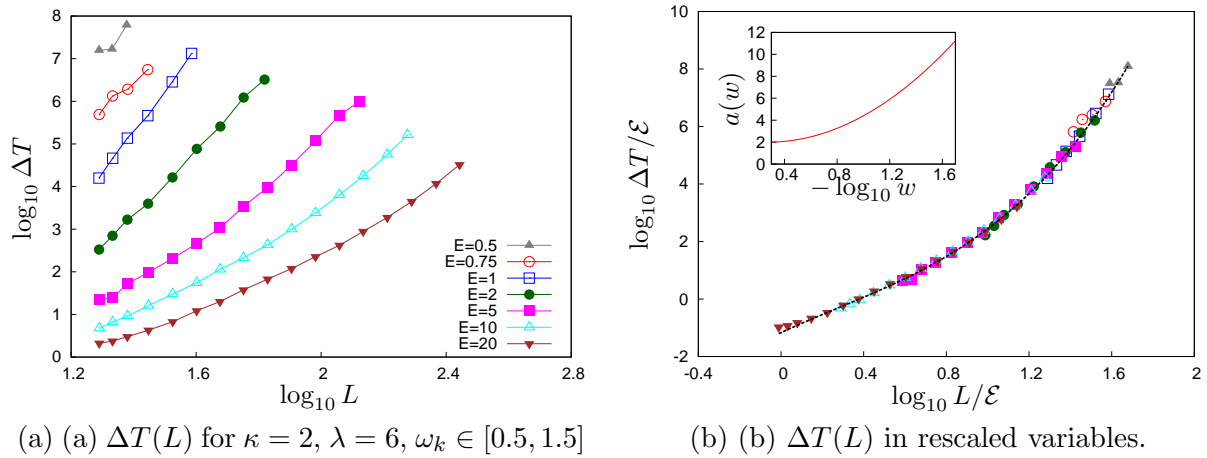 8
7
6
5
4
3
2
1
0
log₁₀ ΔT
E=0.5
E=0.75
E=1
E=2
E=5
E=10
E=20
1.2 1.6 2 2.4 2.8
log₁₀ L
(a) (a) ΔT(L) for κ = 2, λ = 6, ωₖ ∈ [0.5, 1.5]
10
8
6
4
2
0
-2
log₁₀ ΔT/ℰ
12
10
8
6
4
2
0
a(w)
0.4 0.8 1.2 1.6
− log₁₀ w
-0.4 0 0.4 0.8 1.2 1.6 2
log₁₀ L/ℰ
(b) (b) ΔT(L) in rescaled variables.